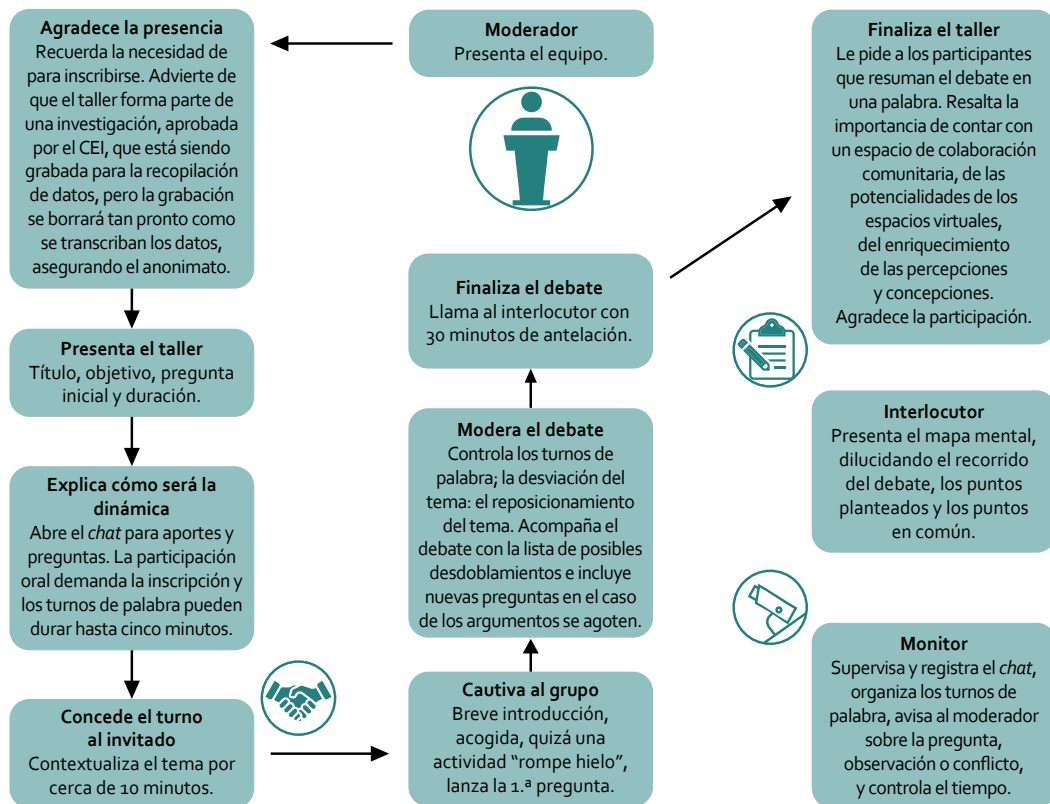 Moderador
Presenta el equipo.
Agradece la presencia
Recuerda la necesidad de
para inscribirse. Advierte de
que el taller forma parte de
una investigación, aprobada
por el CEI, que está siendo
grabada para la recopilación
de datos, pero la grabación
se borrará tan pronto como
se transcriban los datos,
asegurando el anonimato.
Presenta el taller
Título, objetivo, pregunta
inicial y duración.
Explica cómo será la
dinámica
Abre el chat para aportes y
preguntas. La participación
oral demanda la inscripción y
los turnos de palabra pueden
durar hasta cinco minutos.
Concede el turno
al invitado
Contextualiza el tema por
cerca de 10 minutos.
Cautiva al grupo
Breve introducción,
acogida, quizá una
actividad “rompe hielo”,
lanza la 1.ª pregunta.
Modera el debate
Controla los turnos de
palabra; la desviación del
tema: el reposicionamiento
del tema. Acompaña el
debate con la lista de posibles
desdoblamientos e incluye
nuevas preguntas en el caso
de los argumentos se agoten.
Finaliza el debate
Llama al interlocutor con
30 minutos de antelación.
Finaliza el taller
Le pide a los participantes
que resuman el debate en
una palabra. Resalta la
importancia de contar con
un espacio de colaboración
comunitaria, de las
potencialidades de los
espacios virtuales,
del enriquecimiento
de las percepciones
y concepciones.
Agradece la participación.
Interlocutor
Presenta el mapa mental,
dilucidando el recorrido
del debate, los puntos
planteados y los puntos
en común.
Monitor
Supervisa y registra el chat,
organiza los turnos de
palabra, avisa al moderador
sobre la pregunta,
observación o conflicto,
y controla el tiempo.